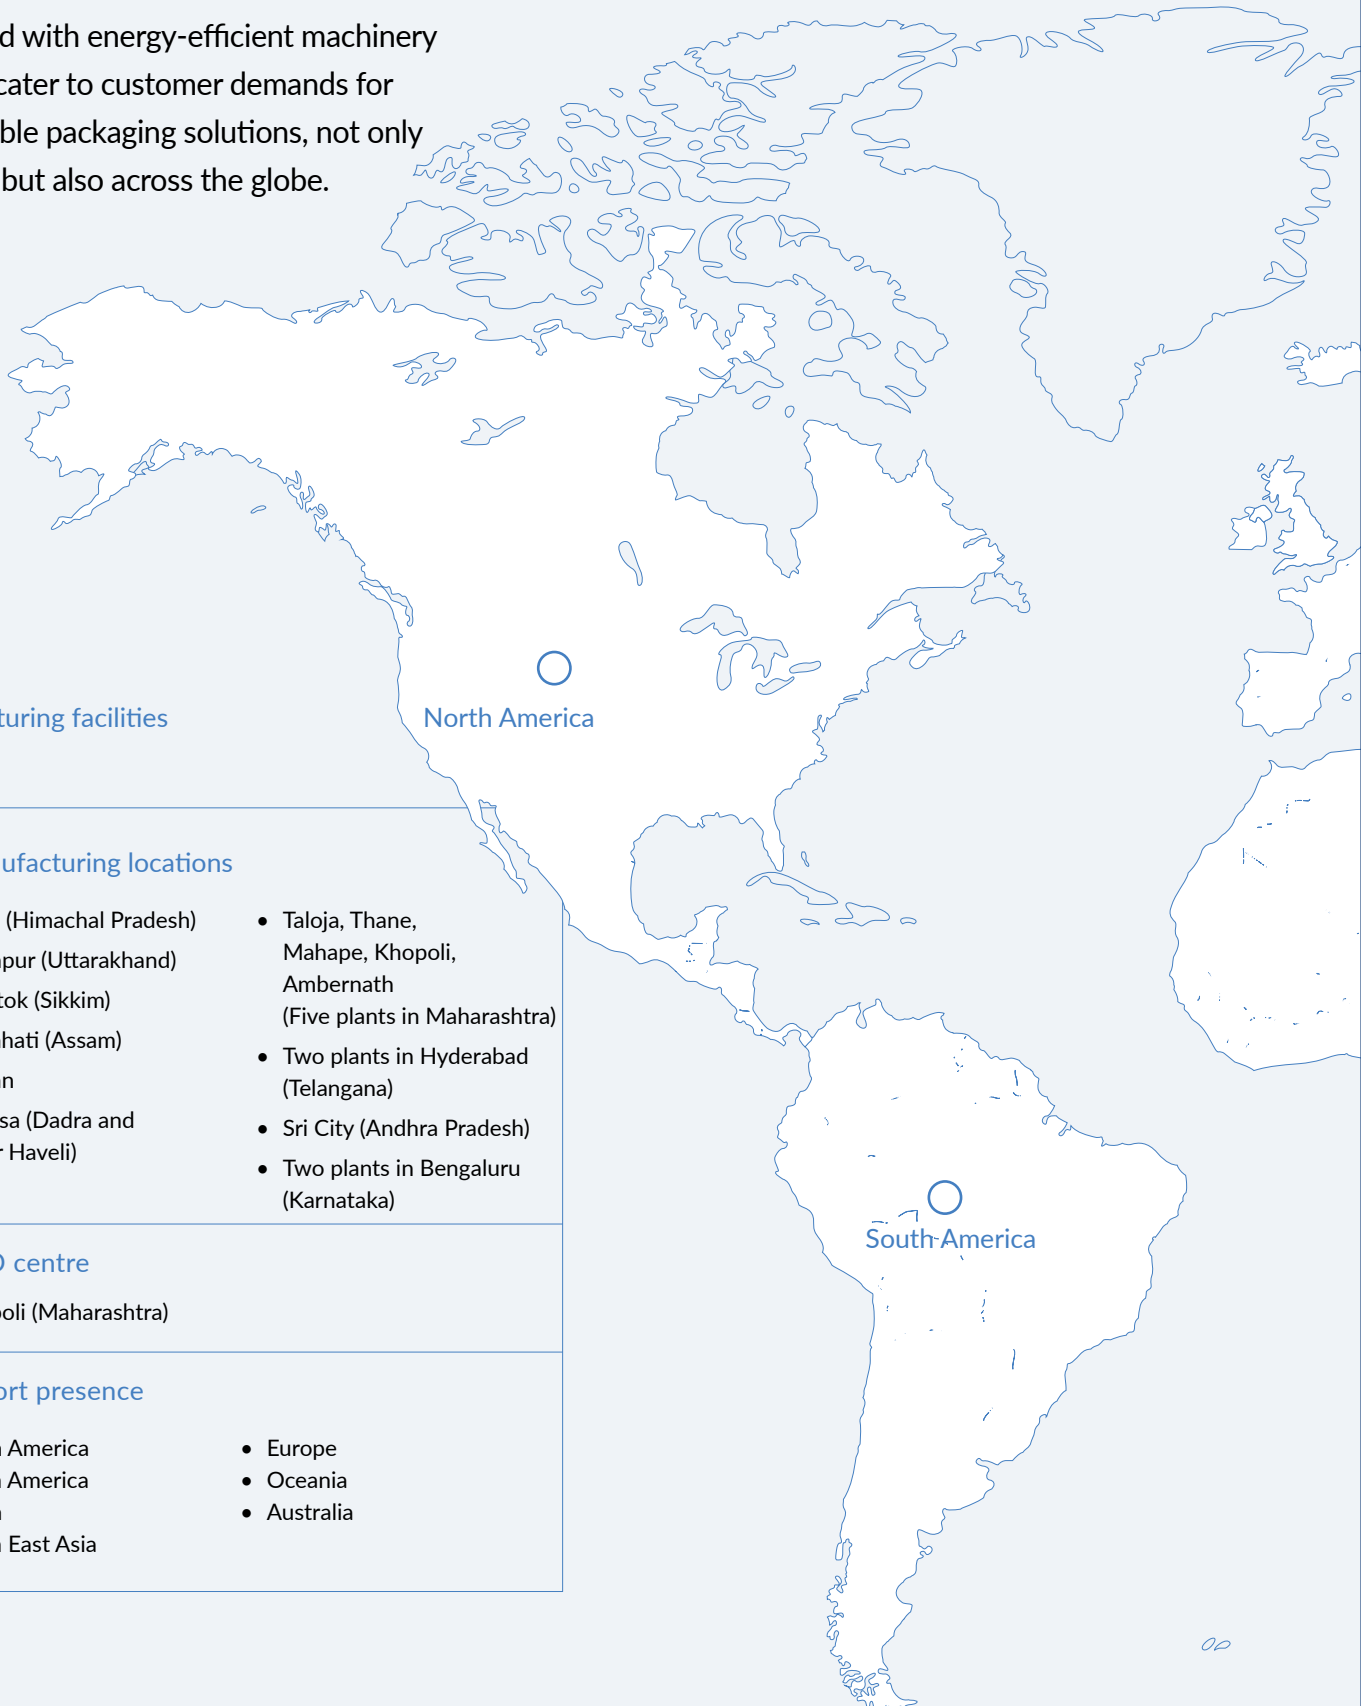 d with energy-efficient machinery
cater to customer demands for
ble packaging solutions, not only
but also across the globe.
North America
turing facilities
ufacturing locations
(Himachal Pradesh)
pur (Uttarakhand)
tok (Sikkim)
hati (Assam)
n
sa (Dadra and
r Haveli)
• Taloja, Thane,
Mahape, Khopoli,
Ambernath
(Five plants in Maharashtra)
• Two plants in Hyderabad
(Telangana)
• Sri City (Andhra Pradesh)
• Two plants in Bengaluru
(Karnataka)
South America
centre
oli (Maharashtra)
ort presence
America
America
East Asia
• Europe
• Oceania
• Australia